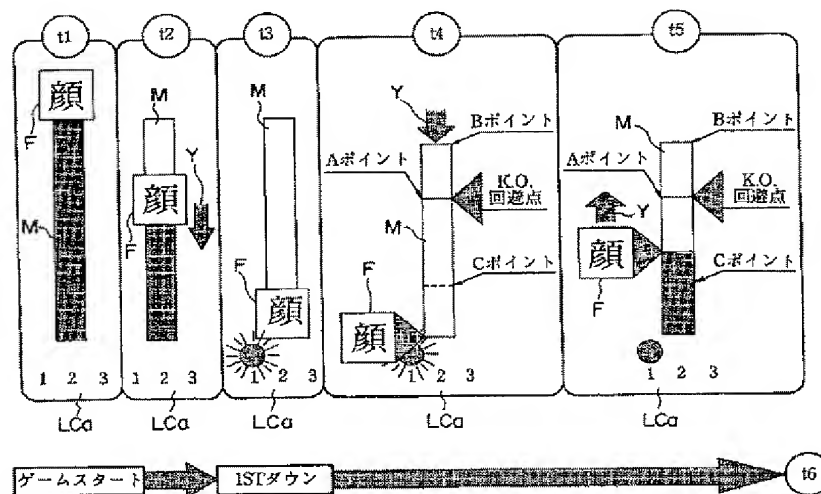 t1
顔
F
M
1 2 3
LCa
t2
M
Y
顔
F
1 2 3
LCa
t3
M
F
顔
1 2 3
LCa
t4
Y
Bポイント
Aポイント
K.O.
回避点
M
Cポイント
F
顔
1 2 3
LCa
t5
M
Bポイント
Aポイント
K.O.
回避点
Y
顔
F
Cポイント
1 2 3
LCa
ゲームスタート
1STダウン
t6